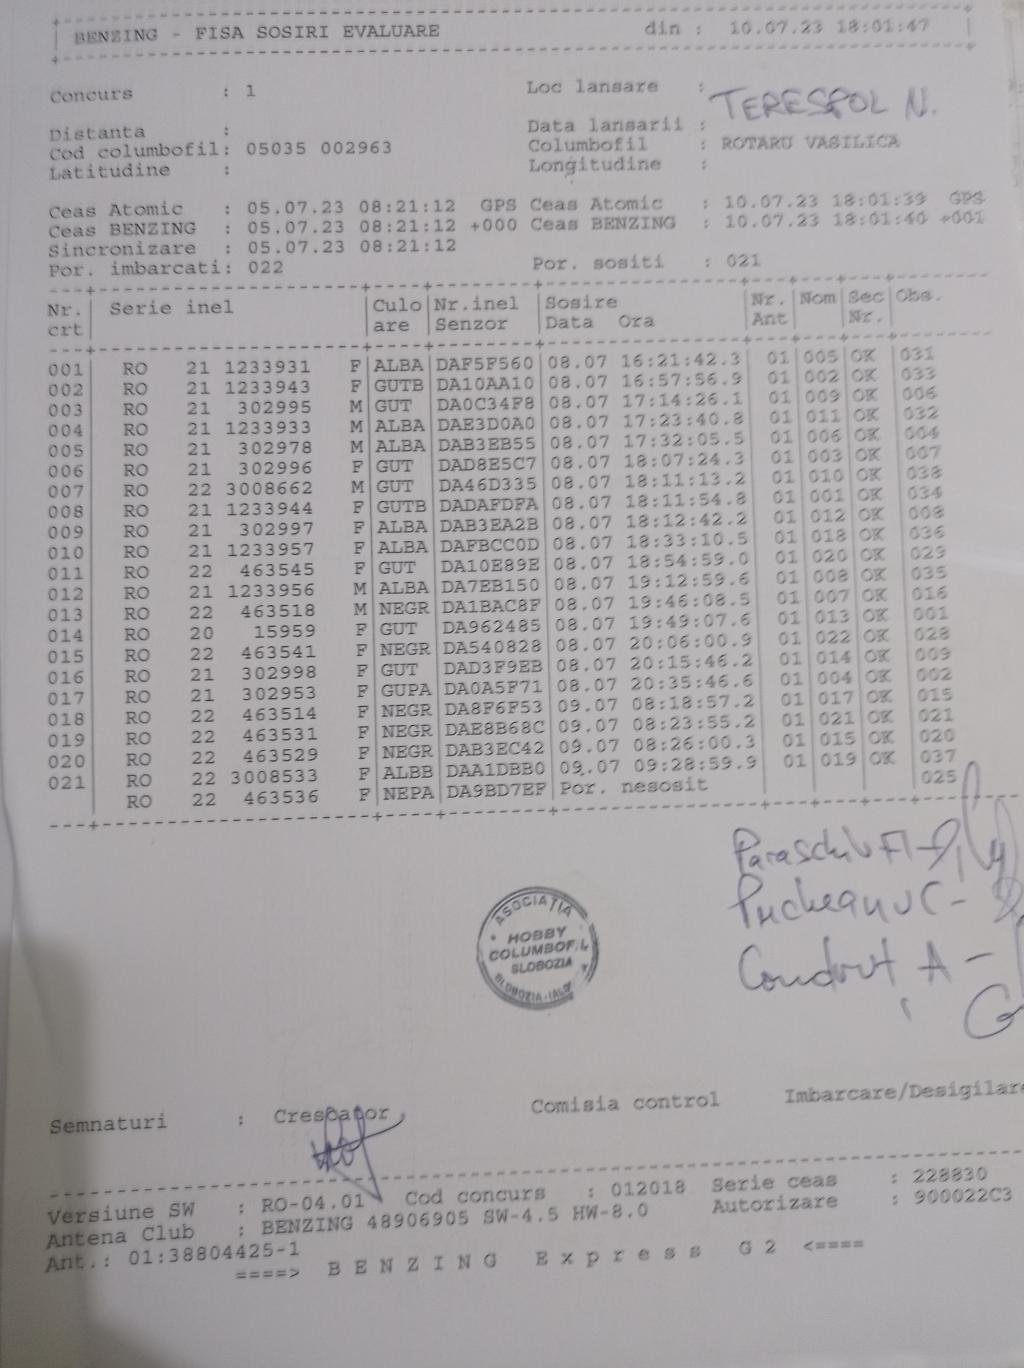 BENZING - FISA SOSIRI EVALUARE din : 10.07.23 18:01:47
Concurs : 1 Loc lansare : TERESPOL N.
Distanta : Data lansarii :
Cod columbofil: 05035 002963 Columbofil : ROTARU VASILICA
Latitudine : Longitudine :
Ceas Atomic : 05.07.23 08:21:12 GPS Ceas Atomic : 10.07.23 18:01:39 GPS
Ceas BENZING : 05.07.23 08:21:12 +000 Ceas BENZING : 10.07.23 18:01:40 +001
Sincronizare : 05.07.23 08:21:12
Por. imbarcati: 022 Por. sositi : 021
Nr. Serie inel Culo Nr.inel Sosire Nr. Nom Sec Obs.
crt are Senzor Data Ora Ant Nr.
001 RO 21 1233931 F ALBA DAF5F560 08.07 16:21:42.3 01 005 OK 031
002 RO 21 1233943 F GUTB DA10AA10 08.07 16:57:56.9 01 002 OK 033
003 RO 21 302995 M GUT DA0C34F8 08.07 17:14:26.1 01 009 OK 006
004 RO 21 1233933 M ALBA DAE3D0A0 08.07 17:23:40.8 01 011 OK 032
005 RO 21 302978 M ALBA DAB3EB55 08.07 17:32:05.5 01 006 OK 004
006 RO 21 302996 F GUT DAD8E5C7 08.07 18:07:24.3 01 003 OK 007
007 RO 22 3008662 M GUT DA46D335 08.07 18:11:13.2 01 010 OK 038
008 RO 21 1233944 F GUTB DADAFDFA 08.07 18:11:54.8 01 001 OK 034
009 RO 21 302997 F ALBA DAB3EA2B 08.07 18:12:42.2 01 012 OK 008
010 RO 21 1233957 F ALBA DAFBCC0D 08.07 18:33:10.5 01 018 OK 036
011 RO 22 463545 F GUT DA10E89E 08.07 18:54:59.0 01 020 OK 029
012 RO 21 1233956 M ALBA DA7EB150 08.07 19:12:59.6 01 008 OK 035
013 RO 22 463518 M NEGR DA1BAC8F 08.07 19:46:08.5 01 007 OK 016
014 RO 20 15959 F GUT DA962485 08.07 19:49:07.6 01 013 OK 001
015 RO 22 463541 F NEGR DA540828 08.07 20:06:00.9 01 022 OK 028
016 RO 21 302998 F GUT DAD3F9EB 08.07 20:15:46.2 01 014 OK 009
017 RO 21 302953 F GUPA DA0A5F71 08.07 20:35:46.6 01 004 OK 002
018 RO 22 463514 F NEGR DA8F6F53 09.07 08:18:57.2 01 017 OK 015
019 RO 22 463531 F NEGR DAE8B68C 09.07 08:23:55.2 01 021 OK 021
020 RO 22 463529 F NEGR DAB3EC42 09.07 08:26:00.3 01 015 OK 020
021 RO 22 3008533 F ALBB DAA1DBB0 09.07 09:28:59.9 01 019 OK 037
RO 22 463536 F NEPA DA9BD7EF Por. nesosit 025
Paraschiv Fl -
Pucheanu C -
Condrut A -
ASOCIATIA
HOBBY
COLUMBOFIL
SLOBOZIA
SLOBOZIA-IAL.
Semnaturi : Crescator Comisia control Imbarcare/Desigilare
Versiune SW : RO-04.01 Cod concurs : 012018 Serie ceas : 228830
Antena Club : BENZING 48906905 SW-4.5 HW-8.0 Autorizare : 900022C3
Ant.: 01:38804425-1
====> B E N Z I N G E x p r e s s G 2 <====